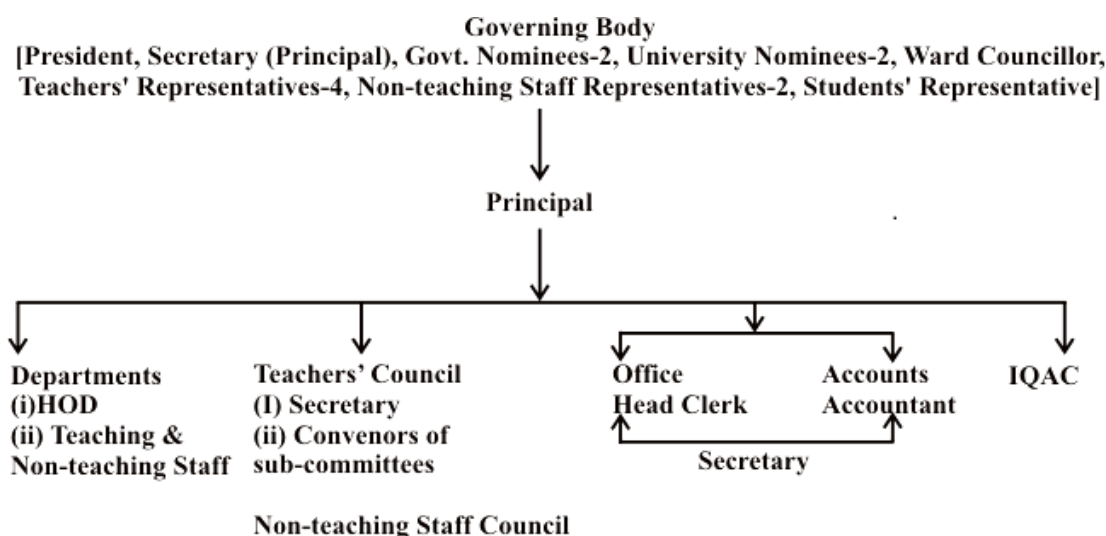 Governing Body
[President, Secretary (Principal), Govt. Nominees-2, University Nominees-2, Ward Councillor,
Teachers' Representatives-4, Non-teaching Staff Representatives-2, Students' Representative]
Principal
Departments
(i)HOD
(ii) Teaching &
Non-teaching Staff
Teachers’ Council
(I) Secretary
(ii) Convenors of
sub-committees
Non-teaching Staff Council
Office
Head Clerk
Accounts
Accountant
Secretary
IQAC